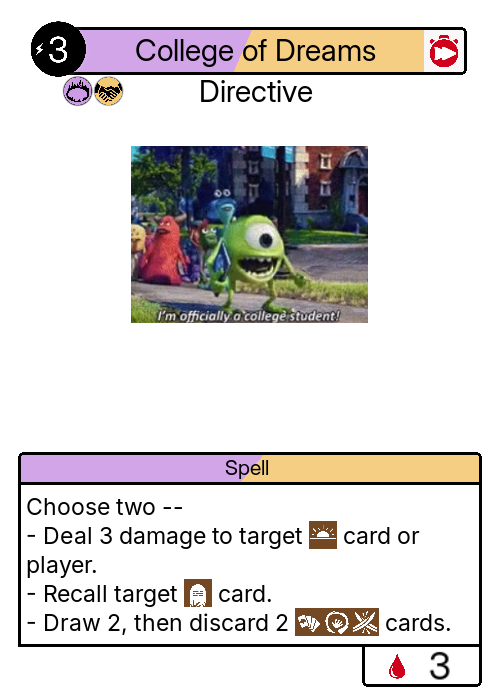 3 College of Dreams
Directive
I'm officially a college student!
Spell
Choose two --
- Deal 3 damage to target card or
player.
- Recall target card.
- Draw 2, then discard 2 cards.
3